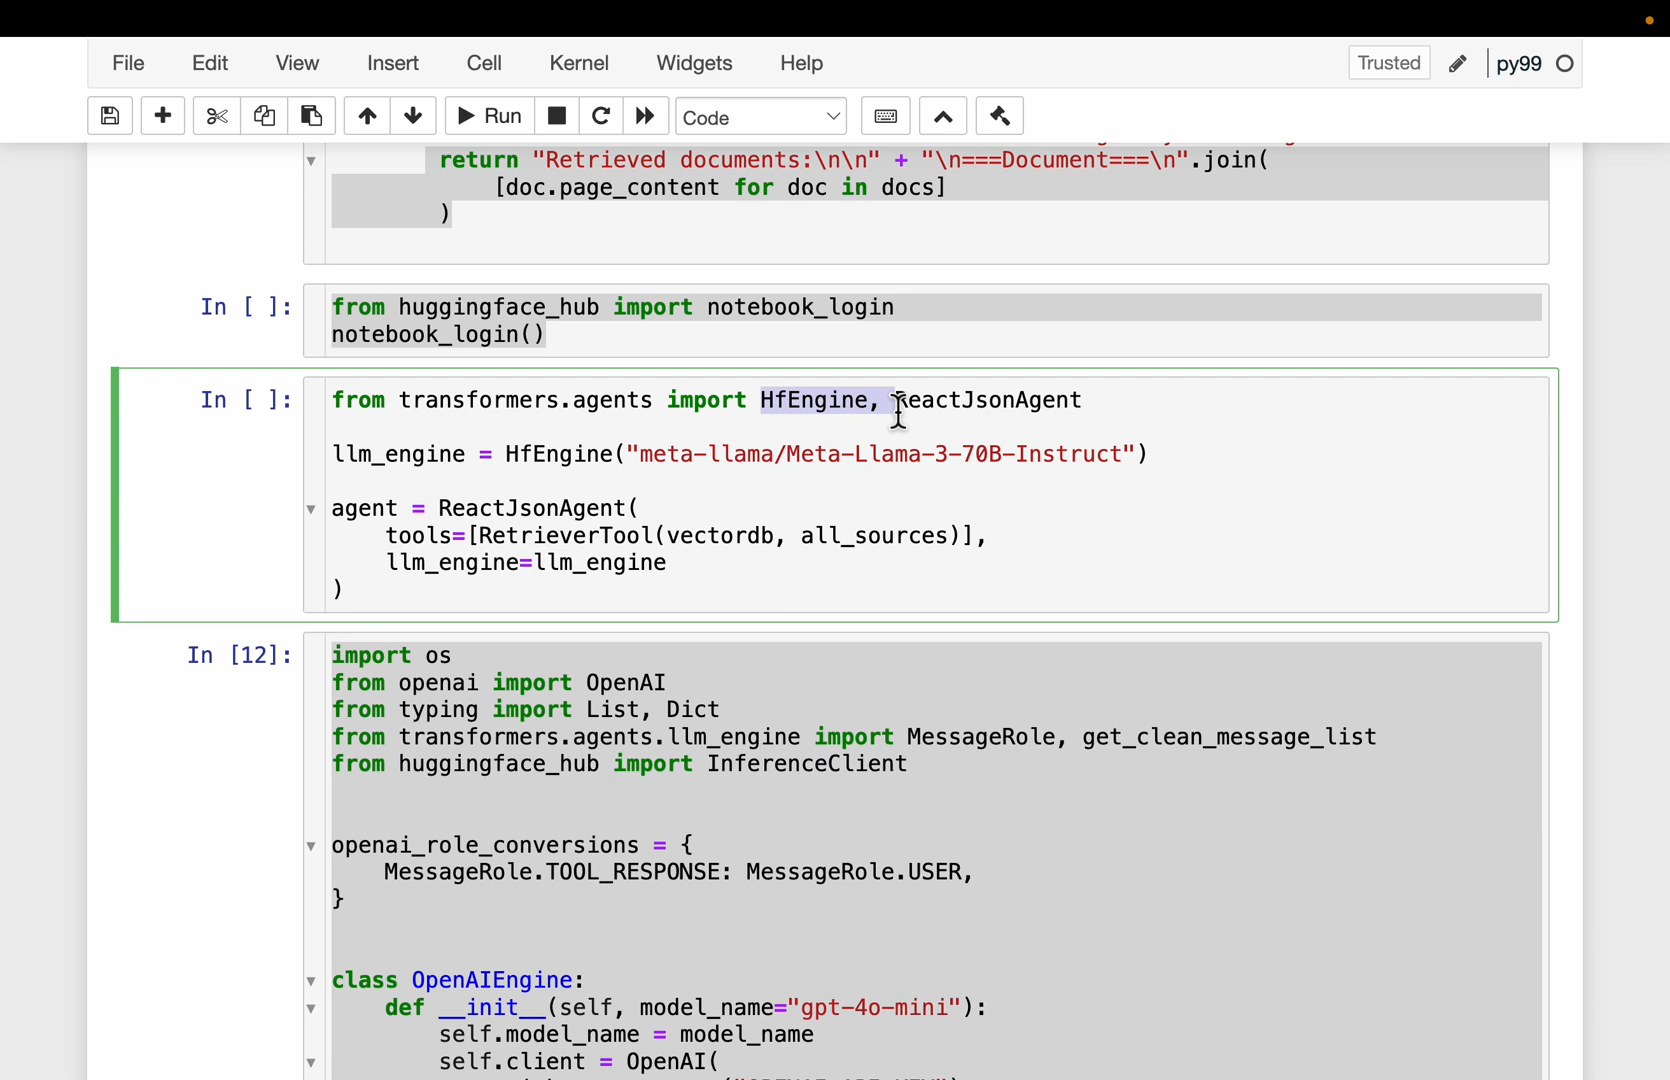 File Edit View Insert Cell Kernel Widgets Help Trusted py99
Run Code
return "Retrieved documents:\n\n" + "\n===Document===\n".join(
[doc.page_content for doc in docs]
)
In [ ]: from huggingface_hub import notebook_login
notebook_login()
In [ ]: from transformers.agents import HfEngine, ReactJsonAgent
llm_engine = HfEngine("meta-llama/Meta-Llama-3-70B-Instruct")
agent = ReactJsonAgent(
tools=[RetrieverTool(vectordb, all_sources)],
llm_engine=llm_engine
)
In [12]: import os
from openai import OpenAI
from typing import List, Dict
from transformers.agents.llm_engine import MessageRole, get_clean_message_list
from huggingface_hub import InferenceClient
openai_role_conversions = {
MessageRole.TOOL_RESPONSE: MessageRole.USER,
}
class OpenAIEngine:
def __init__(self, model_name="gpt-4o-mini"):
self.model_name = model_name
self.client = OpenAI(